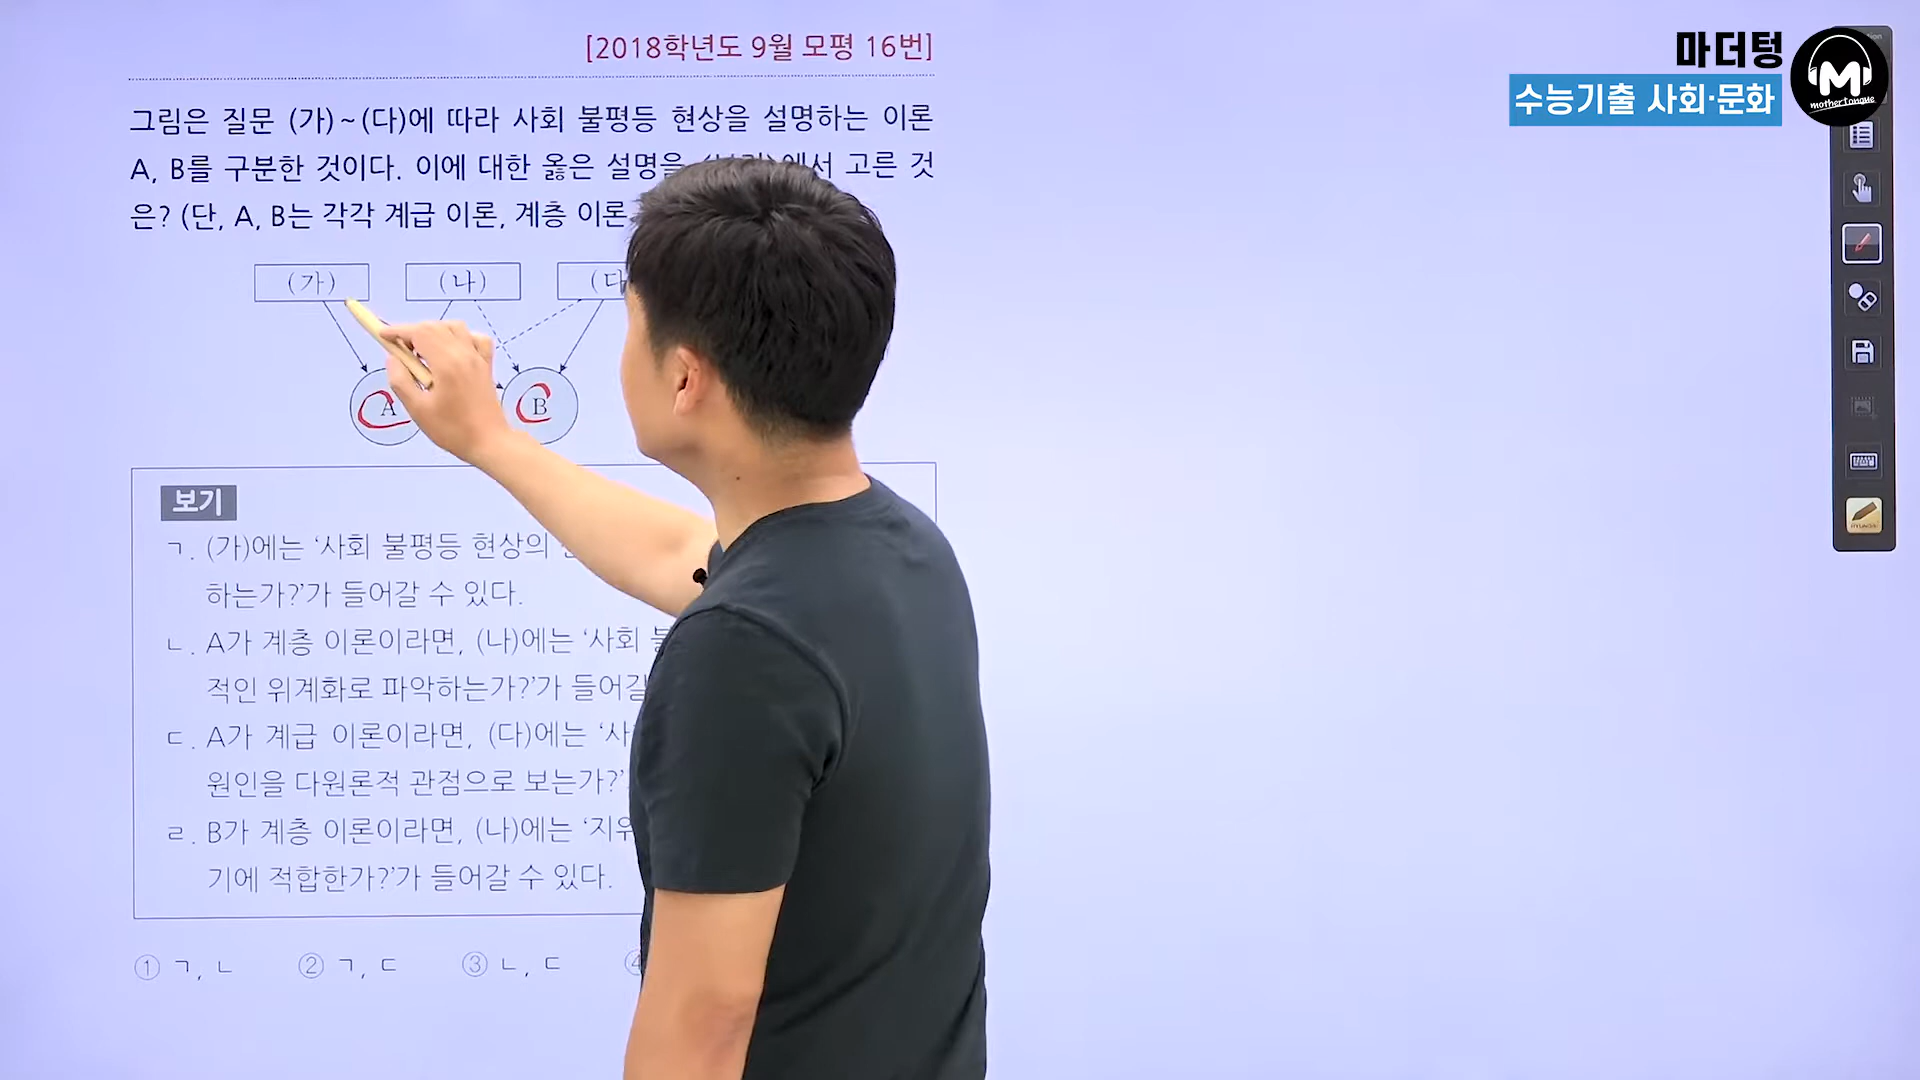 [2018학년도 9월 모평 16번]
마더텅
수능기출 사회·문화
mothertongue
그림은 질문 (가)~(다)에 따라 사회 불평등 현상을 설명하는 이론
A, B를 구분한 것이다. 이에 대한 옳은 설명을 고른 것
은? (단, A, B는 각각 계급 이론, 계층 이론
(가) (나) (다
A B
보기
ㄱ. (가)에는 ‘사회 불평등 현상의
하는가?’가 들어갈 수 있다.
ㄴ. A가 계층 이론이라면, (나)에는 ‘사회
적인 위계화로 파악하는가?’가 들어갈
ㄷ. A가 계급 이론이라면, (다)에는 ‘사
원인을 다원론적 관점으로 보는가?’
ㄹ. B가 계층 이론이라면, (나)에는 ‘지위
기에 적합한가?’가 들어갈 수 있다.
① ㄱ, ㄴ ② ㄱ, ㄷ ③ ㄴ, ㄷ ④